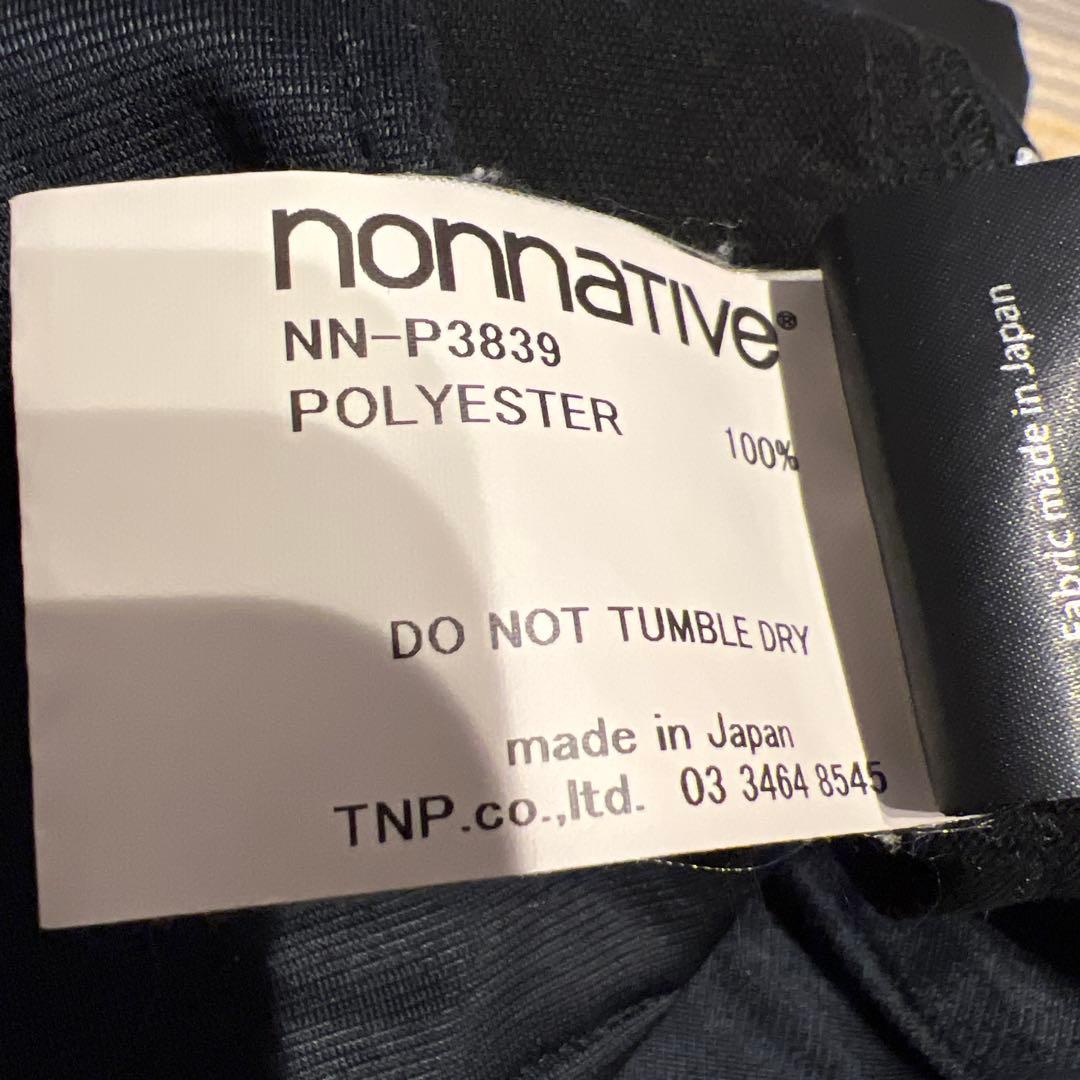 nonnaTIVe®
NN-P3839
POLYESTER 100%
DO NOT TUMBLE DRY
made in Japan
TNP.co.,ltd. 03 3464 8545
Fabric made in Japan